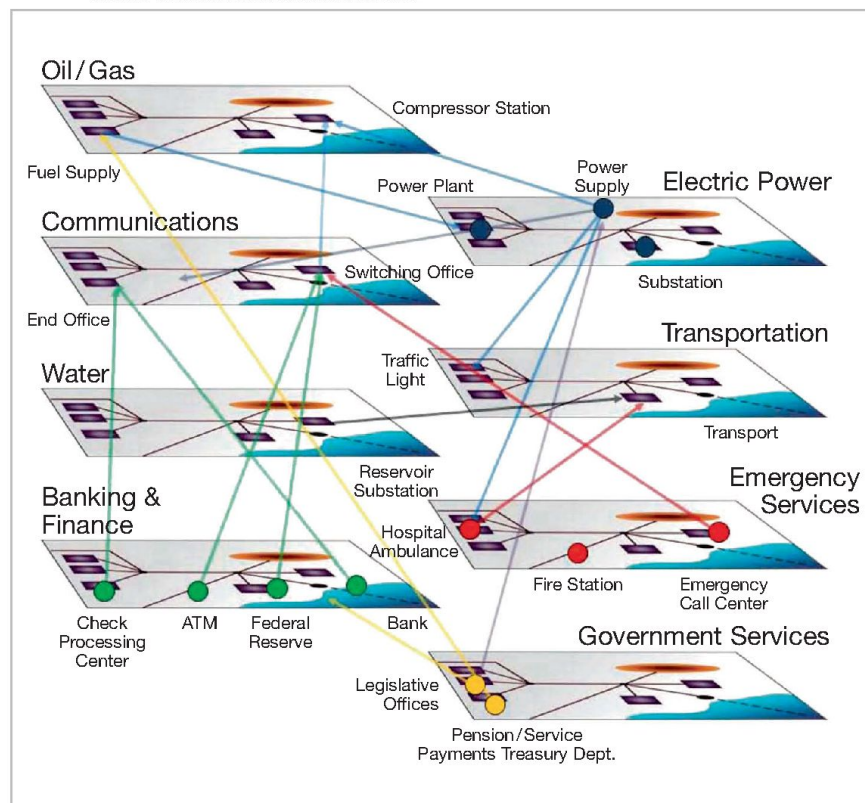 Oil/Gas
Compressor Station
Fuel Supply
Power Plant
Power
Supply
Electric Power
Communications
Switching Office
Substation
End Office
Transportation
Traffic
Light
Water
Transport
Reservoir
Substation
Banking &
Finance
Emergency
Services
Hospital
Ambulance
Fire Station
Emergency
Call Center
Check
Processing
Center
ATM
Federal
Reserve
Bank
Government Services
Legislative
Offices
Pension/Service
Payments Treasury Dept.